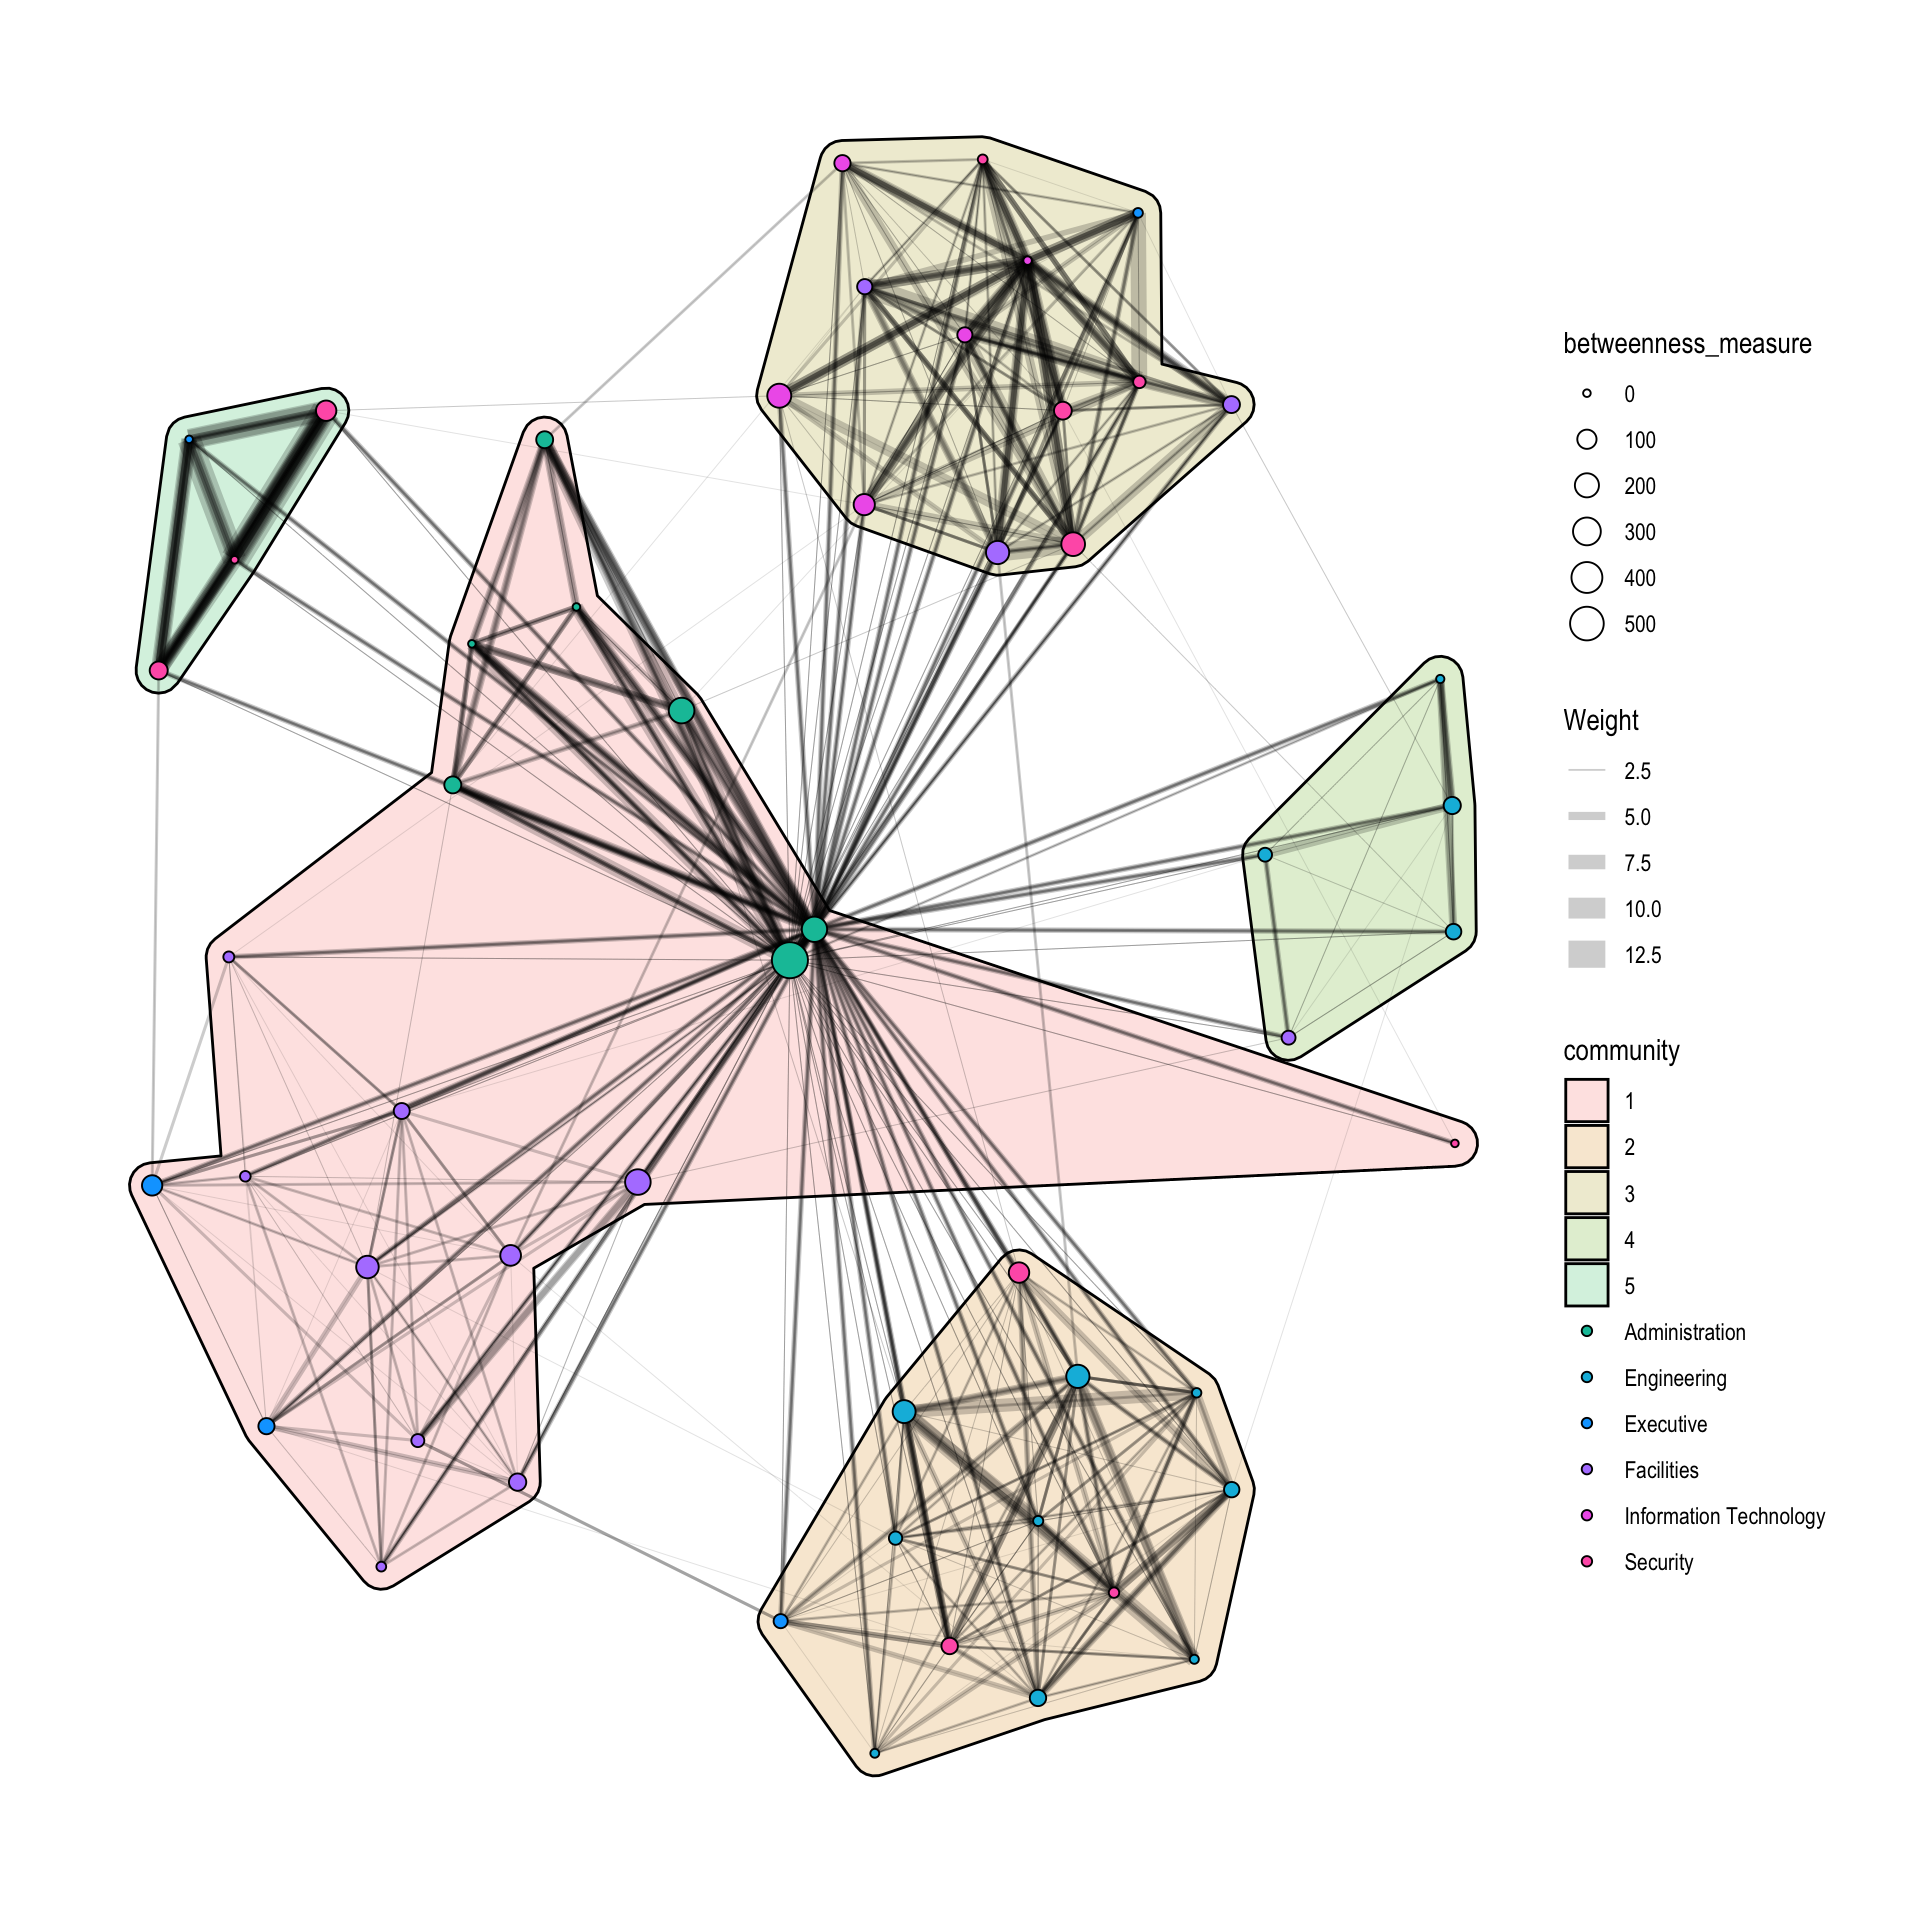 betweenness_measure
0
100
200
300
400
500
Weight
2.5
5.0
7.5
10.0
12.5
community
1
2
3
4
5
Administration
Engineering
Executive
Facilities
Information Technology
Security